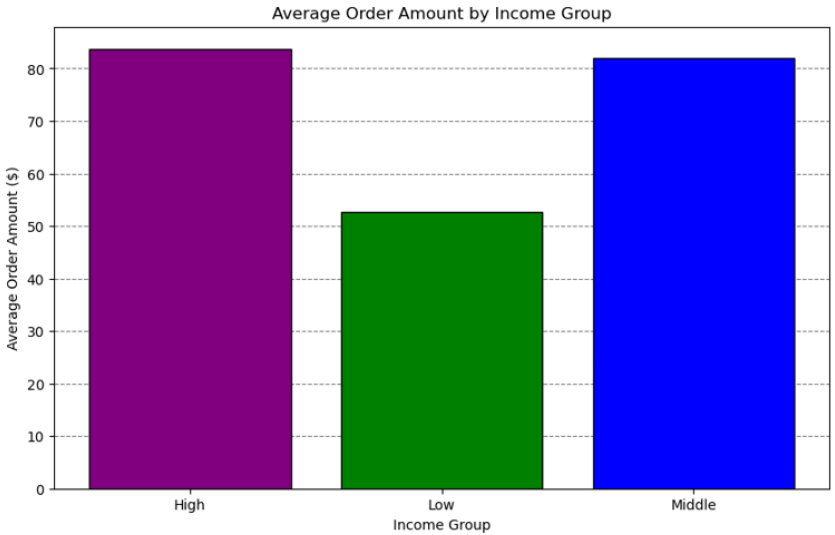 Average Order Amount by Income Group
Average Order Amount ($)
80
70
60
50
40
30
20
10
0
High Low Middle
Income Group